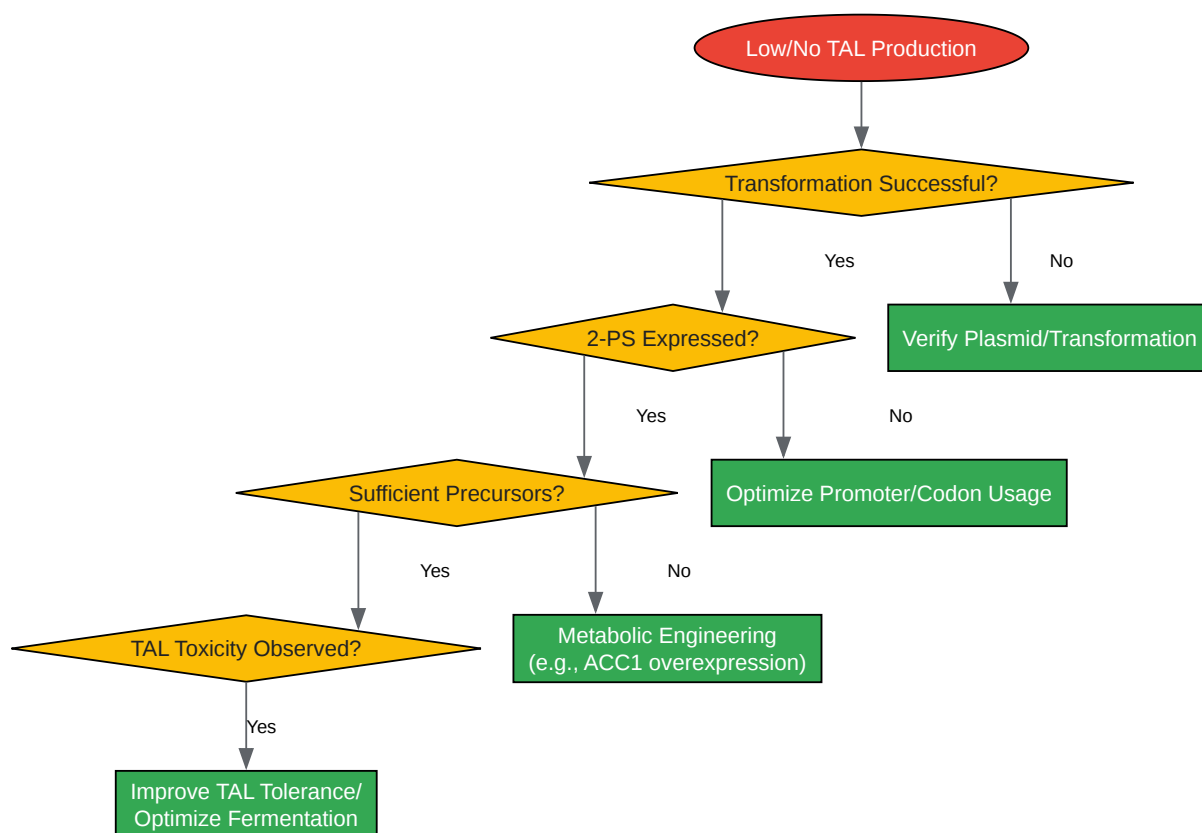 Low/No TAL Production
Transformation Successful?
Yes
No
2-PS Expressed?
Verify Plasmid/Transformation
Yes
No
Sufficient Precursors?
Optimize Promoter/Codon Usage
Yes
No
TAL Toxicity Observed?
Metabolic Engineering
(e.g., ACC1 overexpression)
Yes
Improve TAL Tolerance/
Optimize Fermentation